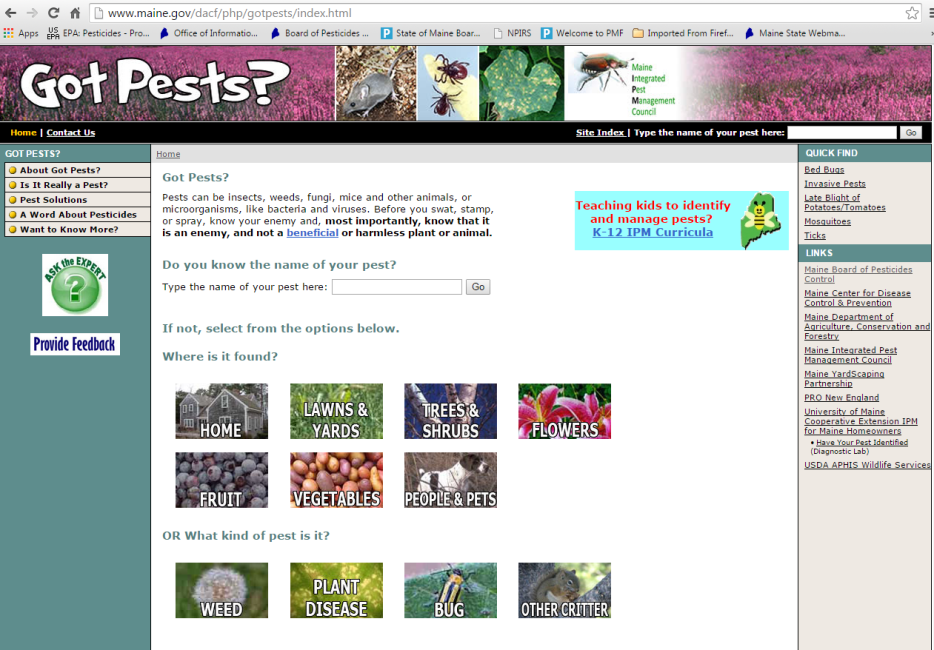 www.maine.gov/dacf/php/gotpests/index.html
Apps US EPA EPA: Pesticides - Pro... Office of Informatio... Board of Pesticides ... State of Maine Boar... NPIRS Welcome to PMF Imported From Firef... Maine State Webma...
Got Pests?
Maine
Integrated
Pest
Management
Council
Home | Contact Us
Site Index | Type the name of your pest here: Go
GOT PESTS?
About Got Pests?
Is It Really a Pest?
Pest Solutions
A Word About Pesticides
Want to Know More?
ASK the EXPERT
?
Provide Feedback
Home
Got Pests?
Pests can be insects, weeds, fungi, mice and other animals, or
microorganisms, like bacteria and viruses. Before you swat, stamp,
or spray, know your enemy and, most importantly, know that it
is an enemy, and not a beneficial or harmless plant or animal.
Teaching kids to identify
and manage pests?
K-12 IPM Curricula
Do you know the name of your pest?
Type the name of your pest here: Go
If not, select from the options below.
Where is it found?
HOME
LAWNS &
YARDS
TREES &
SHRUBS
FLOWERS
FRUIT
VEGETABLES
PEOPLE & PETS
OR What kind of pest is it?
WEED
PLANT
DISEASE
BUG
OTHER CRITTER
QUICK FIND
Bed Bugs
Invasive Pests
Late Blight of
Potatoes/Tomatoes
Mosquitoes
Ticks
LINKS
Maine Board of Pesticides
Control
Maine Center for Disease
Control & Prevention
Maine Department of
Agriculture, Conservation and
Forestry
Maine Integrated Pest
Management Council
Maine YardScaping
Partnership
PRO New England
University of Maine
Cooperative Extension IPM
for Maine Homeowners
• Have Your Pest Identified
(Diagnostic Lab)
USDA APHIS Wildlife Services